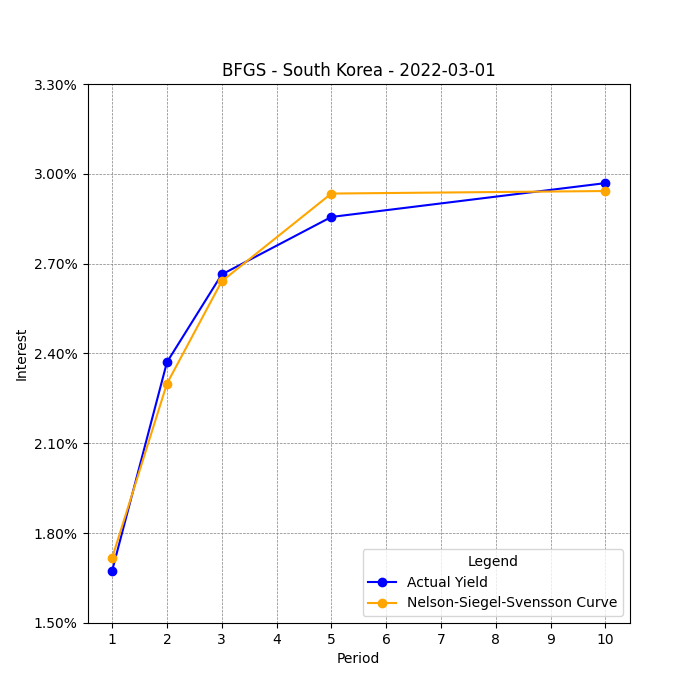 BFGS - South Korea - 2022-03-01
3.30%
3.00%
2.70%
2.40%
2.10%
1.80%
1.50%
Interest
Legend
Actual Yield
Nelson-Siegel-Svensson Curve
1 2 3 4 5 6 7 8 9 10
Period